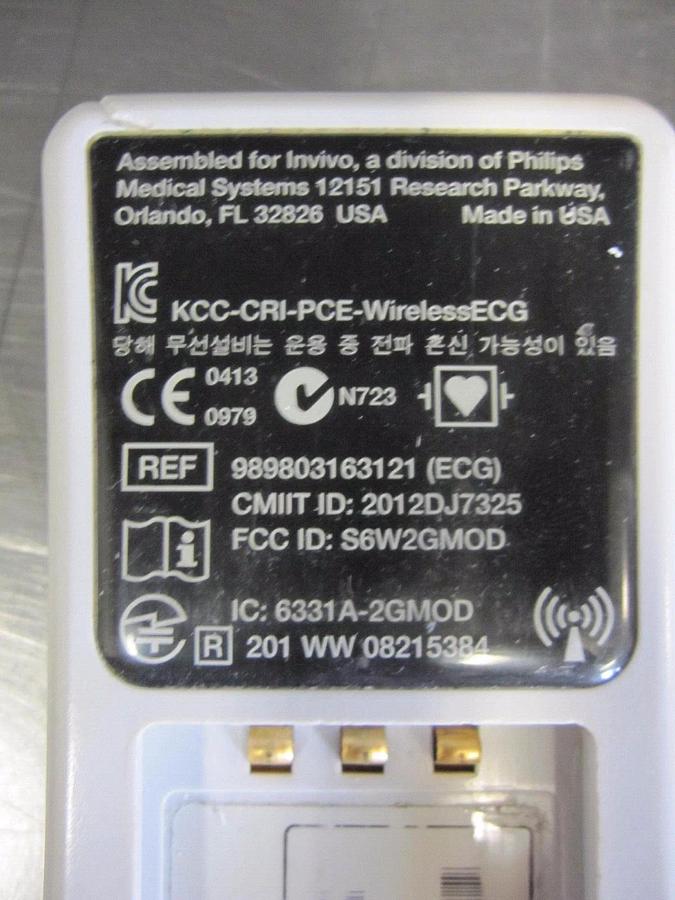 Assembled for Invivo, a division of Philips
Medical Systems 12151 Research Parkway,
Orlando, FL 32826 USA Made in USA
KC KCC-CRI-PCE-WirelessECG
당해 무선설비는 운용 중 전파 혼신 가능성이 있음
CE 0413
0979
N723
REF 989803163121 (ECG)
CMIIT ID: 2012DJ7325
FCC ID: S6W2GMOD
IC: 6331A-2GMOD
R 201 WW 08215384